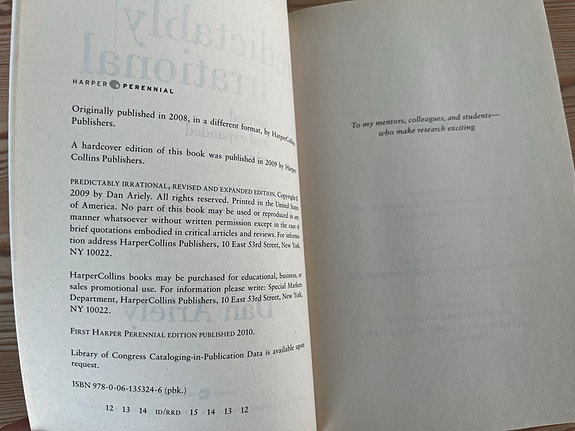 HARPER PERENNIAL
Originally published in 2008, in a different format, by HarperCollins
Publishers.
A hardcover edition of this book was published in 2009 by Harper
Collins Publishers.
PREDICTABLY IRRATIONAL, REVISED AND EXPANDED EDITION. Copyright ©
2009 by Dan Ariely. All rights reserved. Printed in the United States
of America. No part of this book may be used or reproduced in any
manner whatsoever without written permission except in the case of
brief quotations embodied in critical articles and reviews. For informa
tion address HarperCollins Publishers, 10 East 53rd Street, New York,
NY 10022.
HarperCollins books may be purchased for educational, business, or
sales promotional use. For information please write: Special Markets
Department, HarperCollins Publishers, 10 East 53rd Street, New York,
NY 10022.
FIRST HARPER PERENNIAL EDITION PUBLISHED 2010.
Library of Congress Cataloging-in-Publication Data is available upon
request.
ISBN 978-0-06-135324-6 (pbk.)
12 13 14 ID/RRD 15 14 13 12
To my mentors, colleagues, and students—
who make research exciting